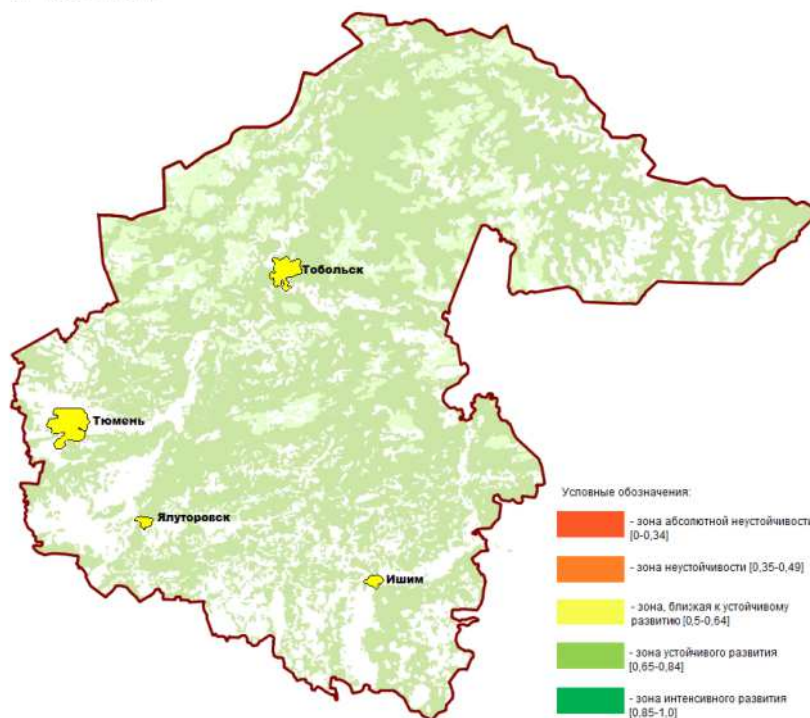 Тобольск
Тюмень
Ялуторовск
Ишим
Условные обозначения:
- зона абсолютной неустойчивости
[0-0,34]
- зона неустойчивости [0,35-0,49]
- зона, близкая к устойчивому
развитию [0,5-0,64]
- зона устойчивого развития
[0,65-0,84]
- зона интенсивного развития
[0,85-1,0]